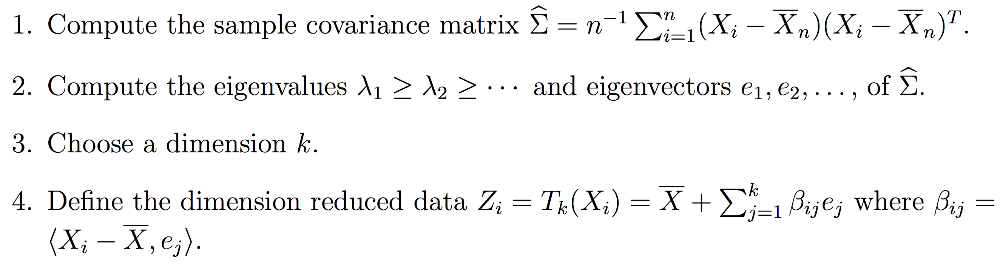 1. Compute the sample covariance matrix $\widehat{\Sigma} = n^{-1} \sum_{i=1}^{n} (X_i - \overline{X}_n)(X_i - \overline{X}_n)^T$.
2. Compute the eigenvalues $\lambda_1 \geq \lambda_2 \geq \cdots$ and eigenvectors $e_1, e_2, \ldots,$ of $\widehat{\Sigma}$.
3. Choose a dimension $k$.
4. Define the dimension reduced data $Z_i = T_k(X_i) = \overline{X} + \sum_{j=1}^{k} \beta_{ij} e_j$ where $\beta_{ij} =$
$\langle X_i - \overline{X}, e_j \rangle$.